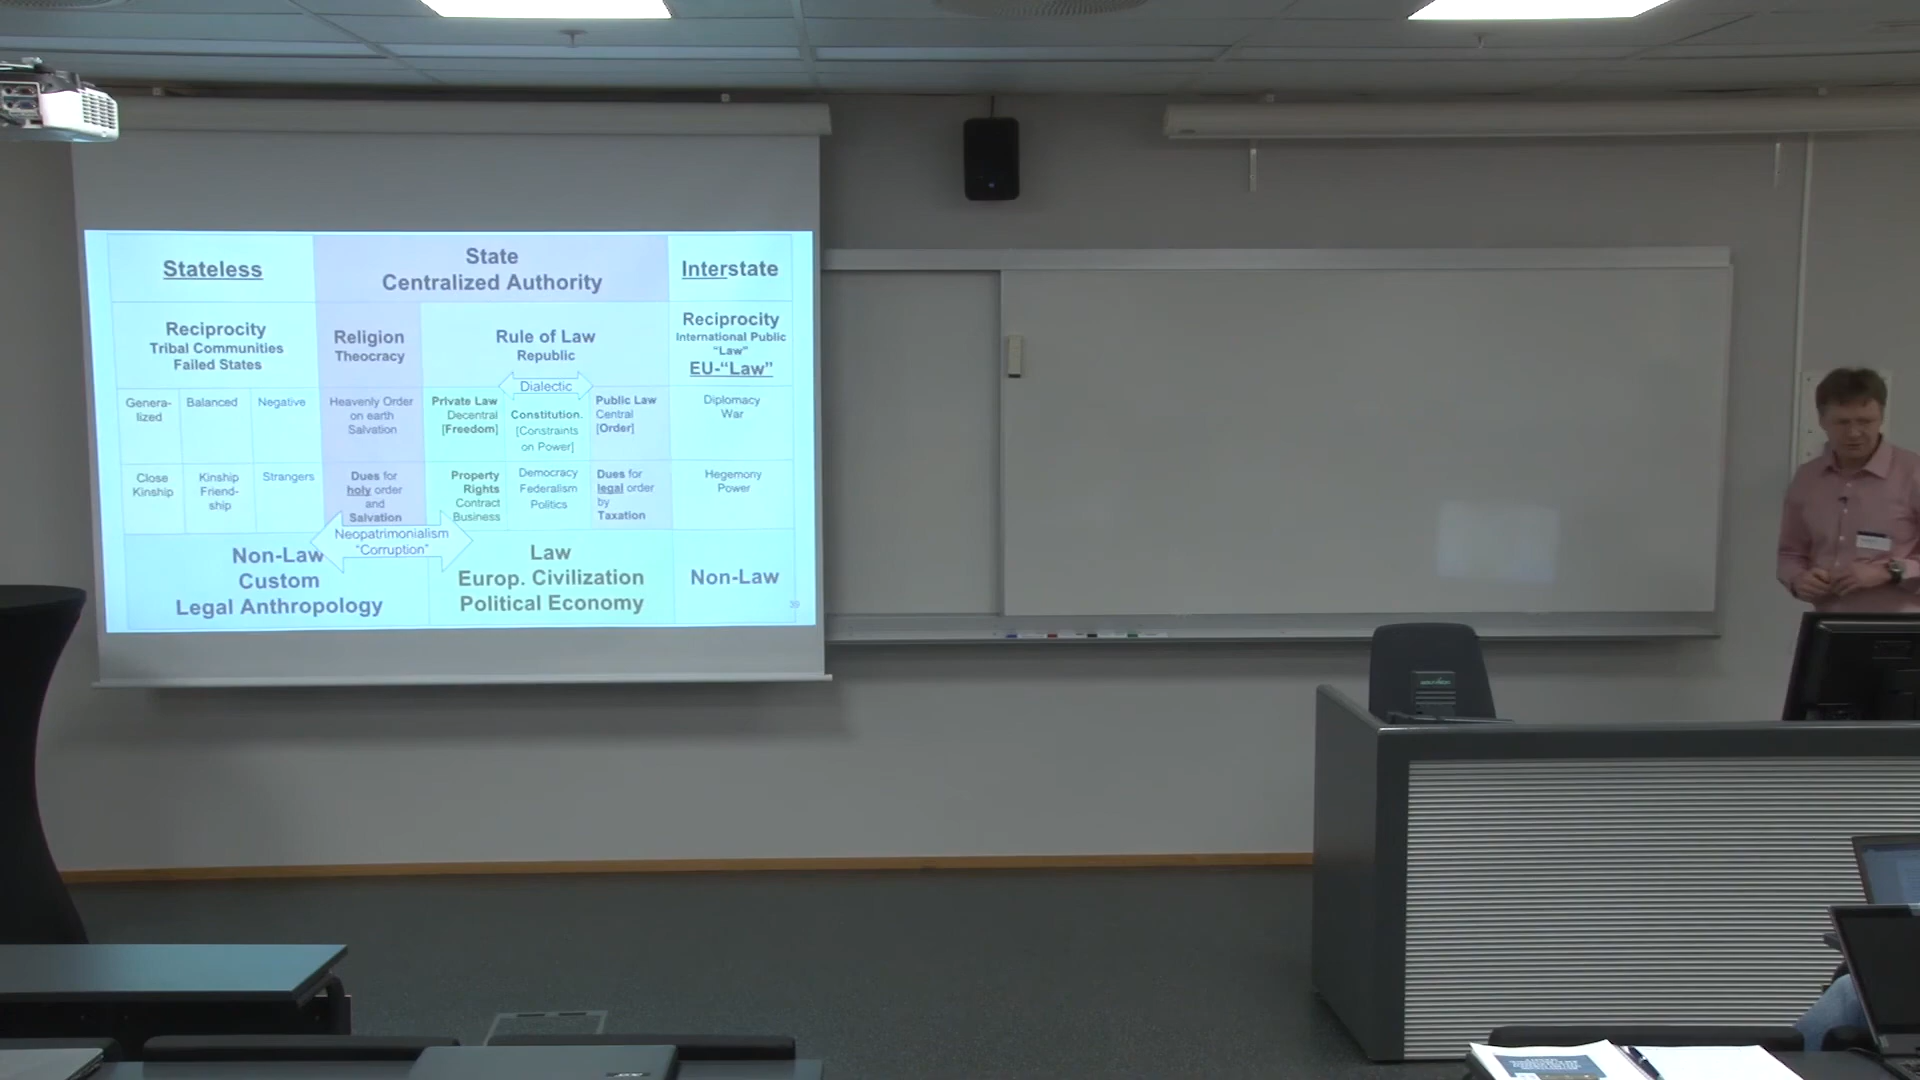 Stateless
State
Centralized Authority
Interstate
Reciprocity
Tribal Communities
Failed States
Religion
Theocracy
Rule of Law
Republic
Reciprocity
International Public
“Law”
EU-“Law”
Dialectic
Genera-
lized
Balanced
Negative
Heavenly Order
on earth
Salvation
Private Law
Decentral
[Freedom]
Constitution.
[Constraints
on Power]
Public Law
Central
[Order]
Diplomacy
War
Close
Kinship
Kinship
Friend-
ship
Strangers
Dues for
holy order
and
Salvation
Property
Rights
Contract
Business
Democracy
Federalism
Politics
Dues for
legal order
by
Taxation
Hegemony
Power
Neopatrimonialism
“Corruption”
Non-Law
Custom
Legal Anthropology
Law
Europ. Civilization
Political Economy
Non-Law
39